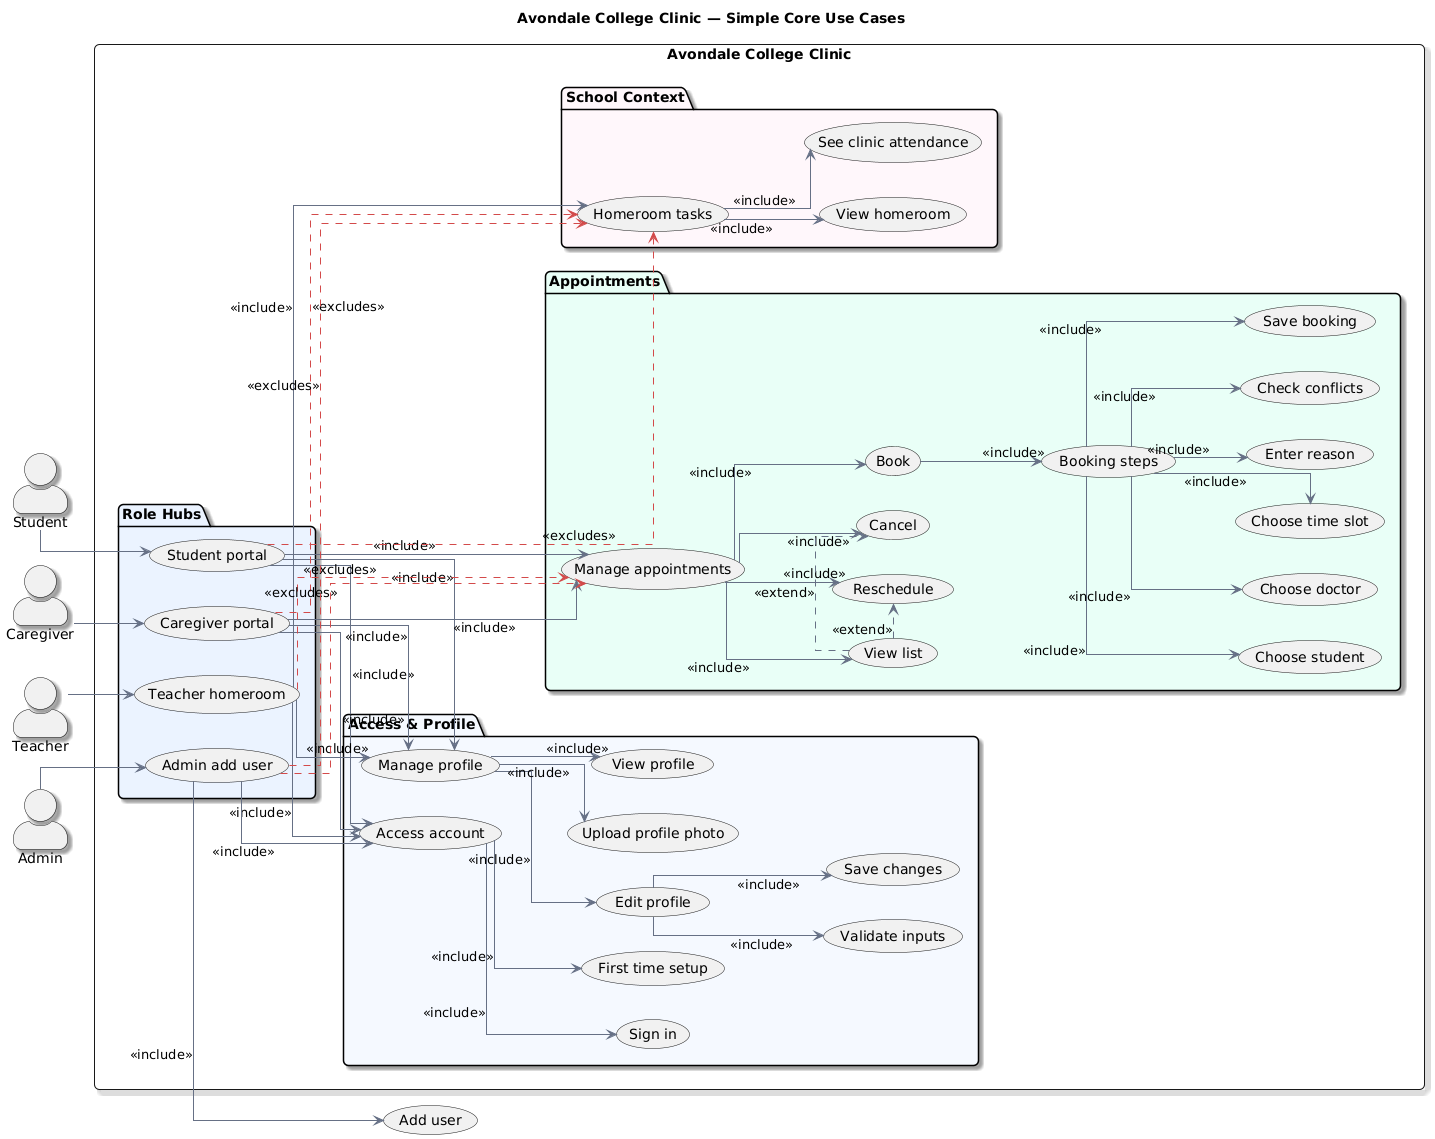 Avondale College Clinic — Simple Core Use Cases
Avondale College Clinic
School Context
See clinic attendance
«include»
Homeroom tasks
View homeroom
«include»
Appointments
«include»
«excludes»
Save booking
«include»
«excludes»
Check conflicts
«include»
Student
Book
«include»
Booking steps
«include»
Enter reason
«include»
«include»
Choose time slot
Role Hubs
Cancel
«excludes»
«include»
Student portal
«include»
Manage appointments
«excludes»
«include»
«include»
Reschedule
Choose doctor
«excludes»
«extend»
«include»
Caregiver
Caregiver portal
«include»
«include»
«extend»
View list
«include»
Choose student
«include»
«include»
Teacher homeroom
Teacher
«include»
Access & Profile
«include»
«include»
Admin add user
Manage profile
«include»
View profile
«include»
Access account
Upload profile photo
Admin
«include»
«include»
Save changes
«include»
Edit profile
Validate inputs
«include»
«include»
First time setup
«include»
Sign in
«include»
Add user